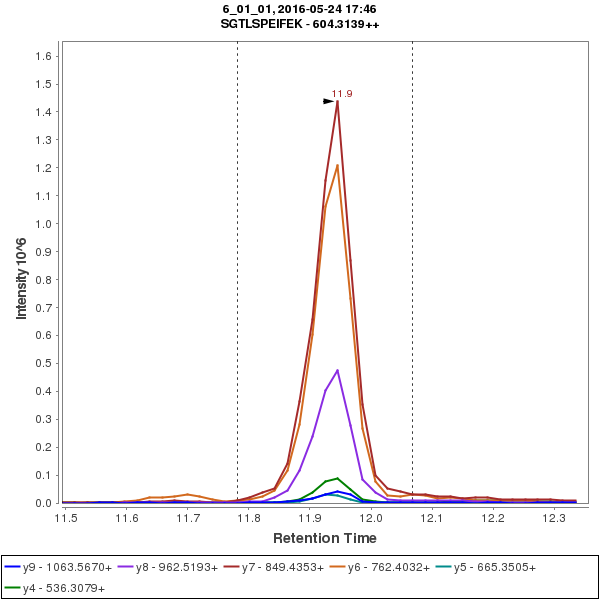 6_01_01, 2016-05-24 17:46
SGTLSPEIFEK - 604.3139++
11.9
1.6
1.5
1.4
1.3
1.2
1.1
1.0
0.9
0.8
0.7
0.6
0.5
0.4
0.3
0.2
0.1
0.0
Intensity 10^6
11.5 11.6 11.7 11.8 11.9 12.0 12.1 12.2 12.3
Retention Time
y9 - 1063.5670+ y8 - 962.5193+ y7 - 849.4353+ y6 - 762.4032+ y5 - 665.3505+
y4 - 536.3079+